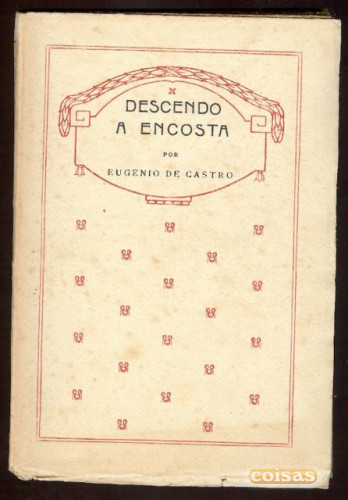 DESCENDO
A ENCOSTA
POR
EUGENIO DE CASTRO
coisas